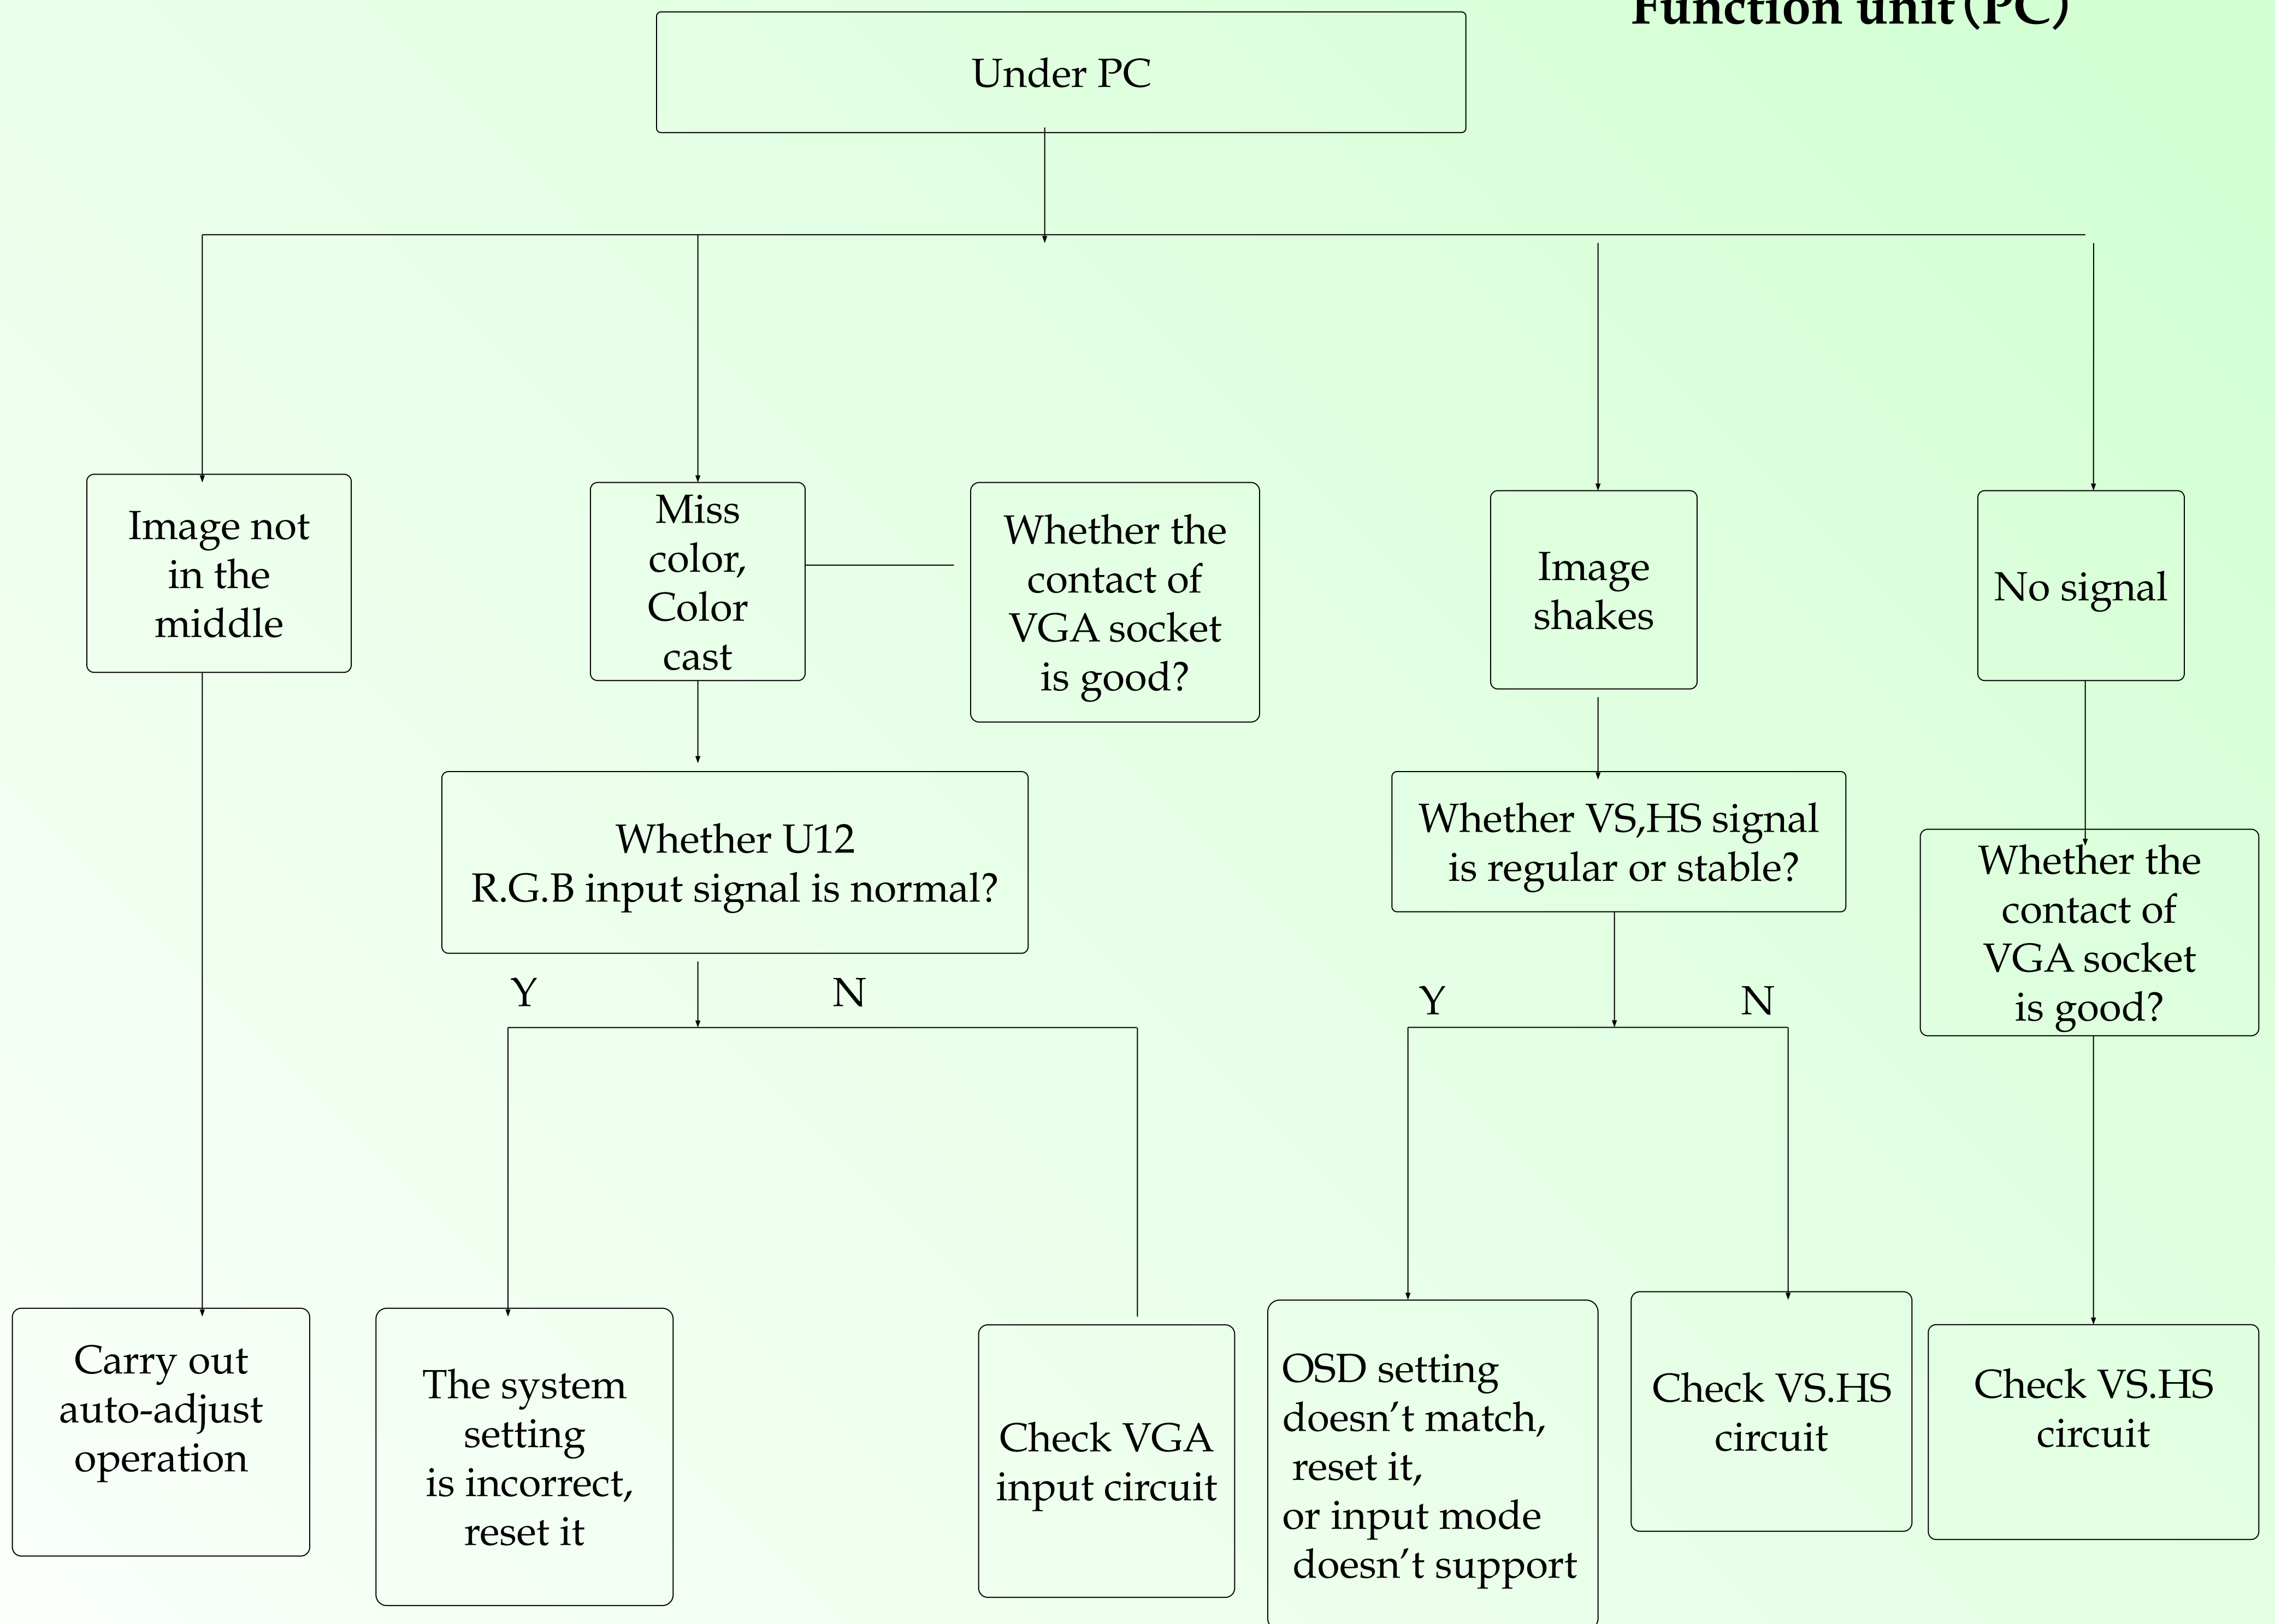 Function unit(PC)
Under PC
Image not
in the
middle
Miss
color,
Color
cast
Whether the
contact of
VGA socket
is good?
Image
shakes
No signal
Whether U12
R.G.B input signal is normal?
Whether VS,HS signal
is regular or stable?
Whether the
contact of
VGA socket
is good?
Y
N
Y
N
Carry out
auto-adjust
operation
The system
setting
is incorrect,
reset it
Check VGA
input circuit
OSD setting
doesn’t match,
reset it,
or input mode
doesn’t support
Check VS.HS
circuit
Check VS.HS
circuit